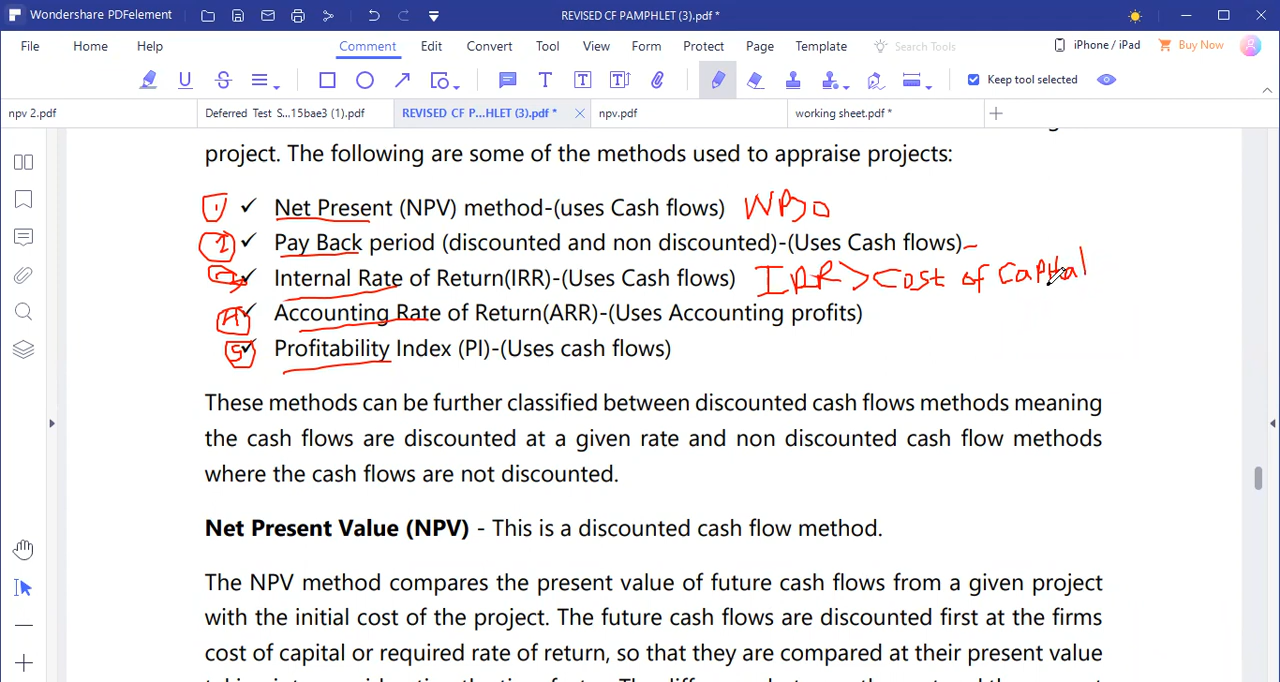 Wondershare PDFelement
REVISED CF PAMPHLET (3).pdf *
File Home Help Comment Edit Convert Tool View Form Protect Page Template Search Tools iPhone / iPad Buy Now
Keep tool selected
npv 2.pdf Deferred Test S...15bae3 (1).pdf REVISED CF P...HLET (3).pdf * npv.pdf working sheet.pdf *
project. The following are some of the methods used to appraise projects:
1 ✓ Net Present (NPV) method-(uses Cash flows)
2 ✓ Pay Back period (discounted and non discounted)-(Uses Cash flows)
✓ Internal Rate of Return(IRR)-(Uses Cash flows) IRR > Cost of Capital
✓ Accounting Rate of Return(ARR)-(Uses Accounting profits)
5 ✓ Profitability Index (PI)-(Uses cash flows)
These methods can be further classified between discounted cash flows methods meaning
the cash flows are discounted at a given rate and non discounted cash flow methods
where the cash flows are not discounted.
Net Present Value (NPV) - This is a discounted cash flow method.
The NPV method compares the present value of future cash flows from a given project
with the initial cost of the project. The future cash flows are discounted first at the firms
cost of capital or required rate of return, so that they are compared at their present value